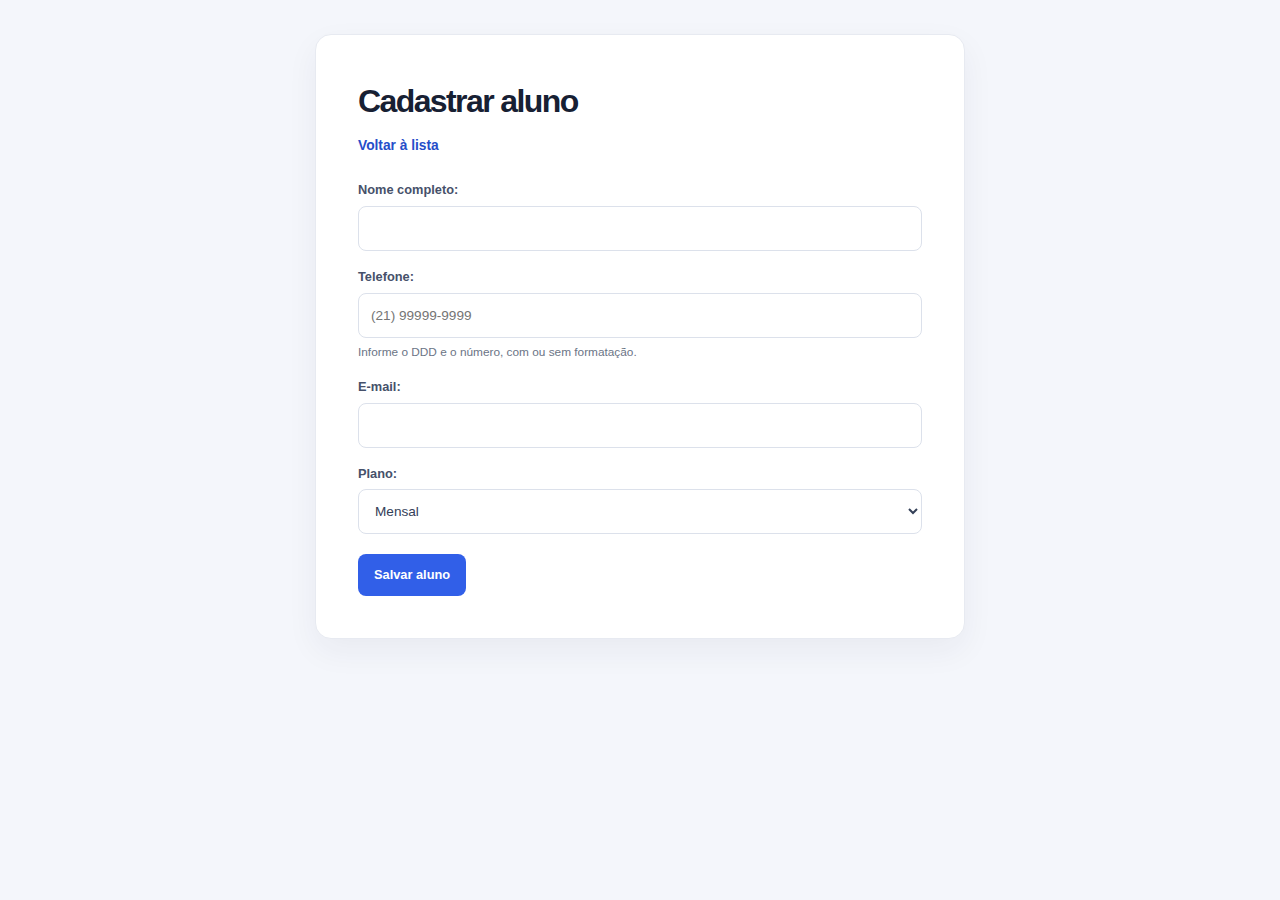 Cadastrar aluno
Voltar à lista
Nome completo:
Telefone:
(21) 99999-9999
Informe o DDD e o número, com ou sem formatação.
E-mail:
Plano:
Mensal
Salvar aluno